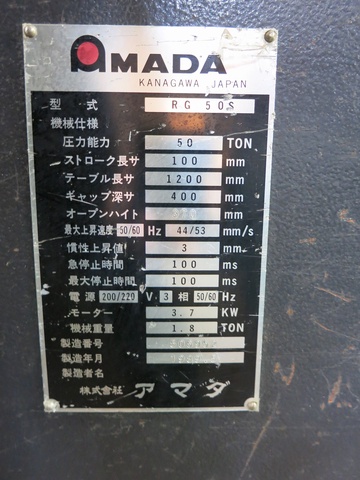 AMADA
KANAGAWA JAPAN
型式 RG 50S
機械仕様
圧力能力 50 TON
ストローク長サ 100 mm
テーブル長サ 1200 mm
ギャップ深サ 400 mm
オープンハイト mm
最大上昇速度 50/60 Hz 44/53 mm/s
慣性上昇値 3 mm
急停止時間 100 ms
最大停止時間 100 ms
電源 200/220 V. 3 相 50/60 Hz
モーター 3.7 KW
機械重量 1.8 TON
製造番号
製造年月
製造者名
株式会社 アマダ